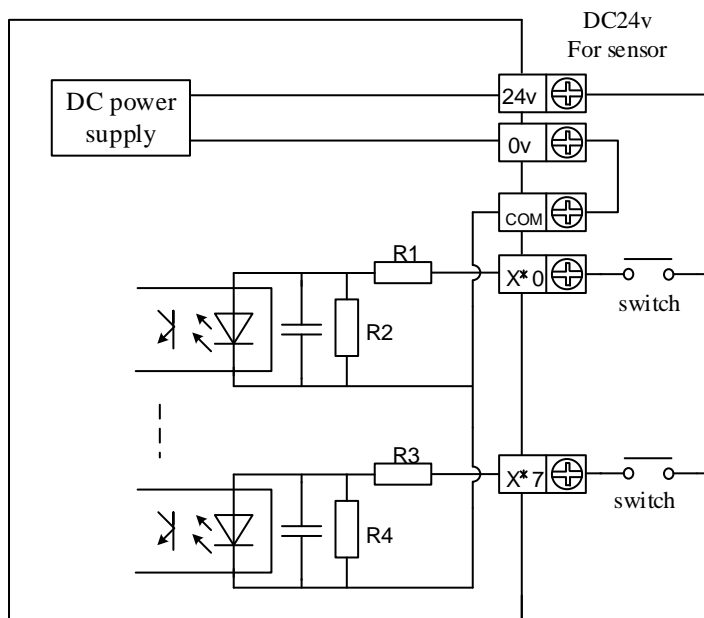 DC24v
For sensor
DC power
supply
24v
0v
COM
R1
X*0
switch
R2
R3
X*7
switch
R4